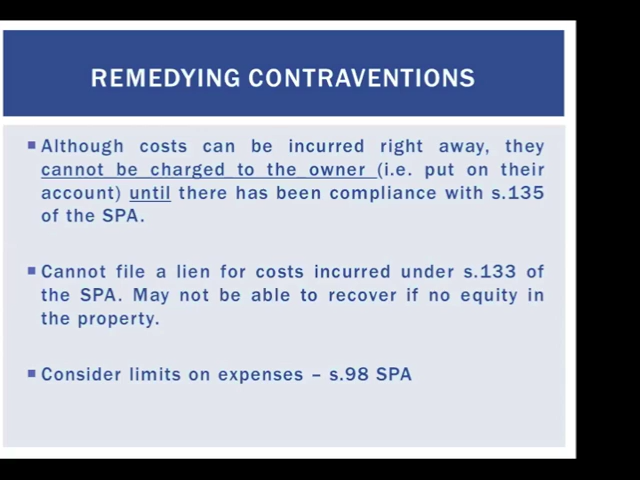 REMEDYING CONTRAVENTIONS
Although costs can be incurred right away, they
cannot be charged to the owner (i.e. put on their
account) until there has been compliance with s.135
of the SPA.
Cannot file a lien for costs incurred under s.133 of
the SPA. May not be able to recover if no equity in
the property.
Consider limits on expenses – s.98 SPA